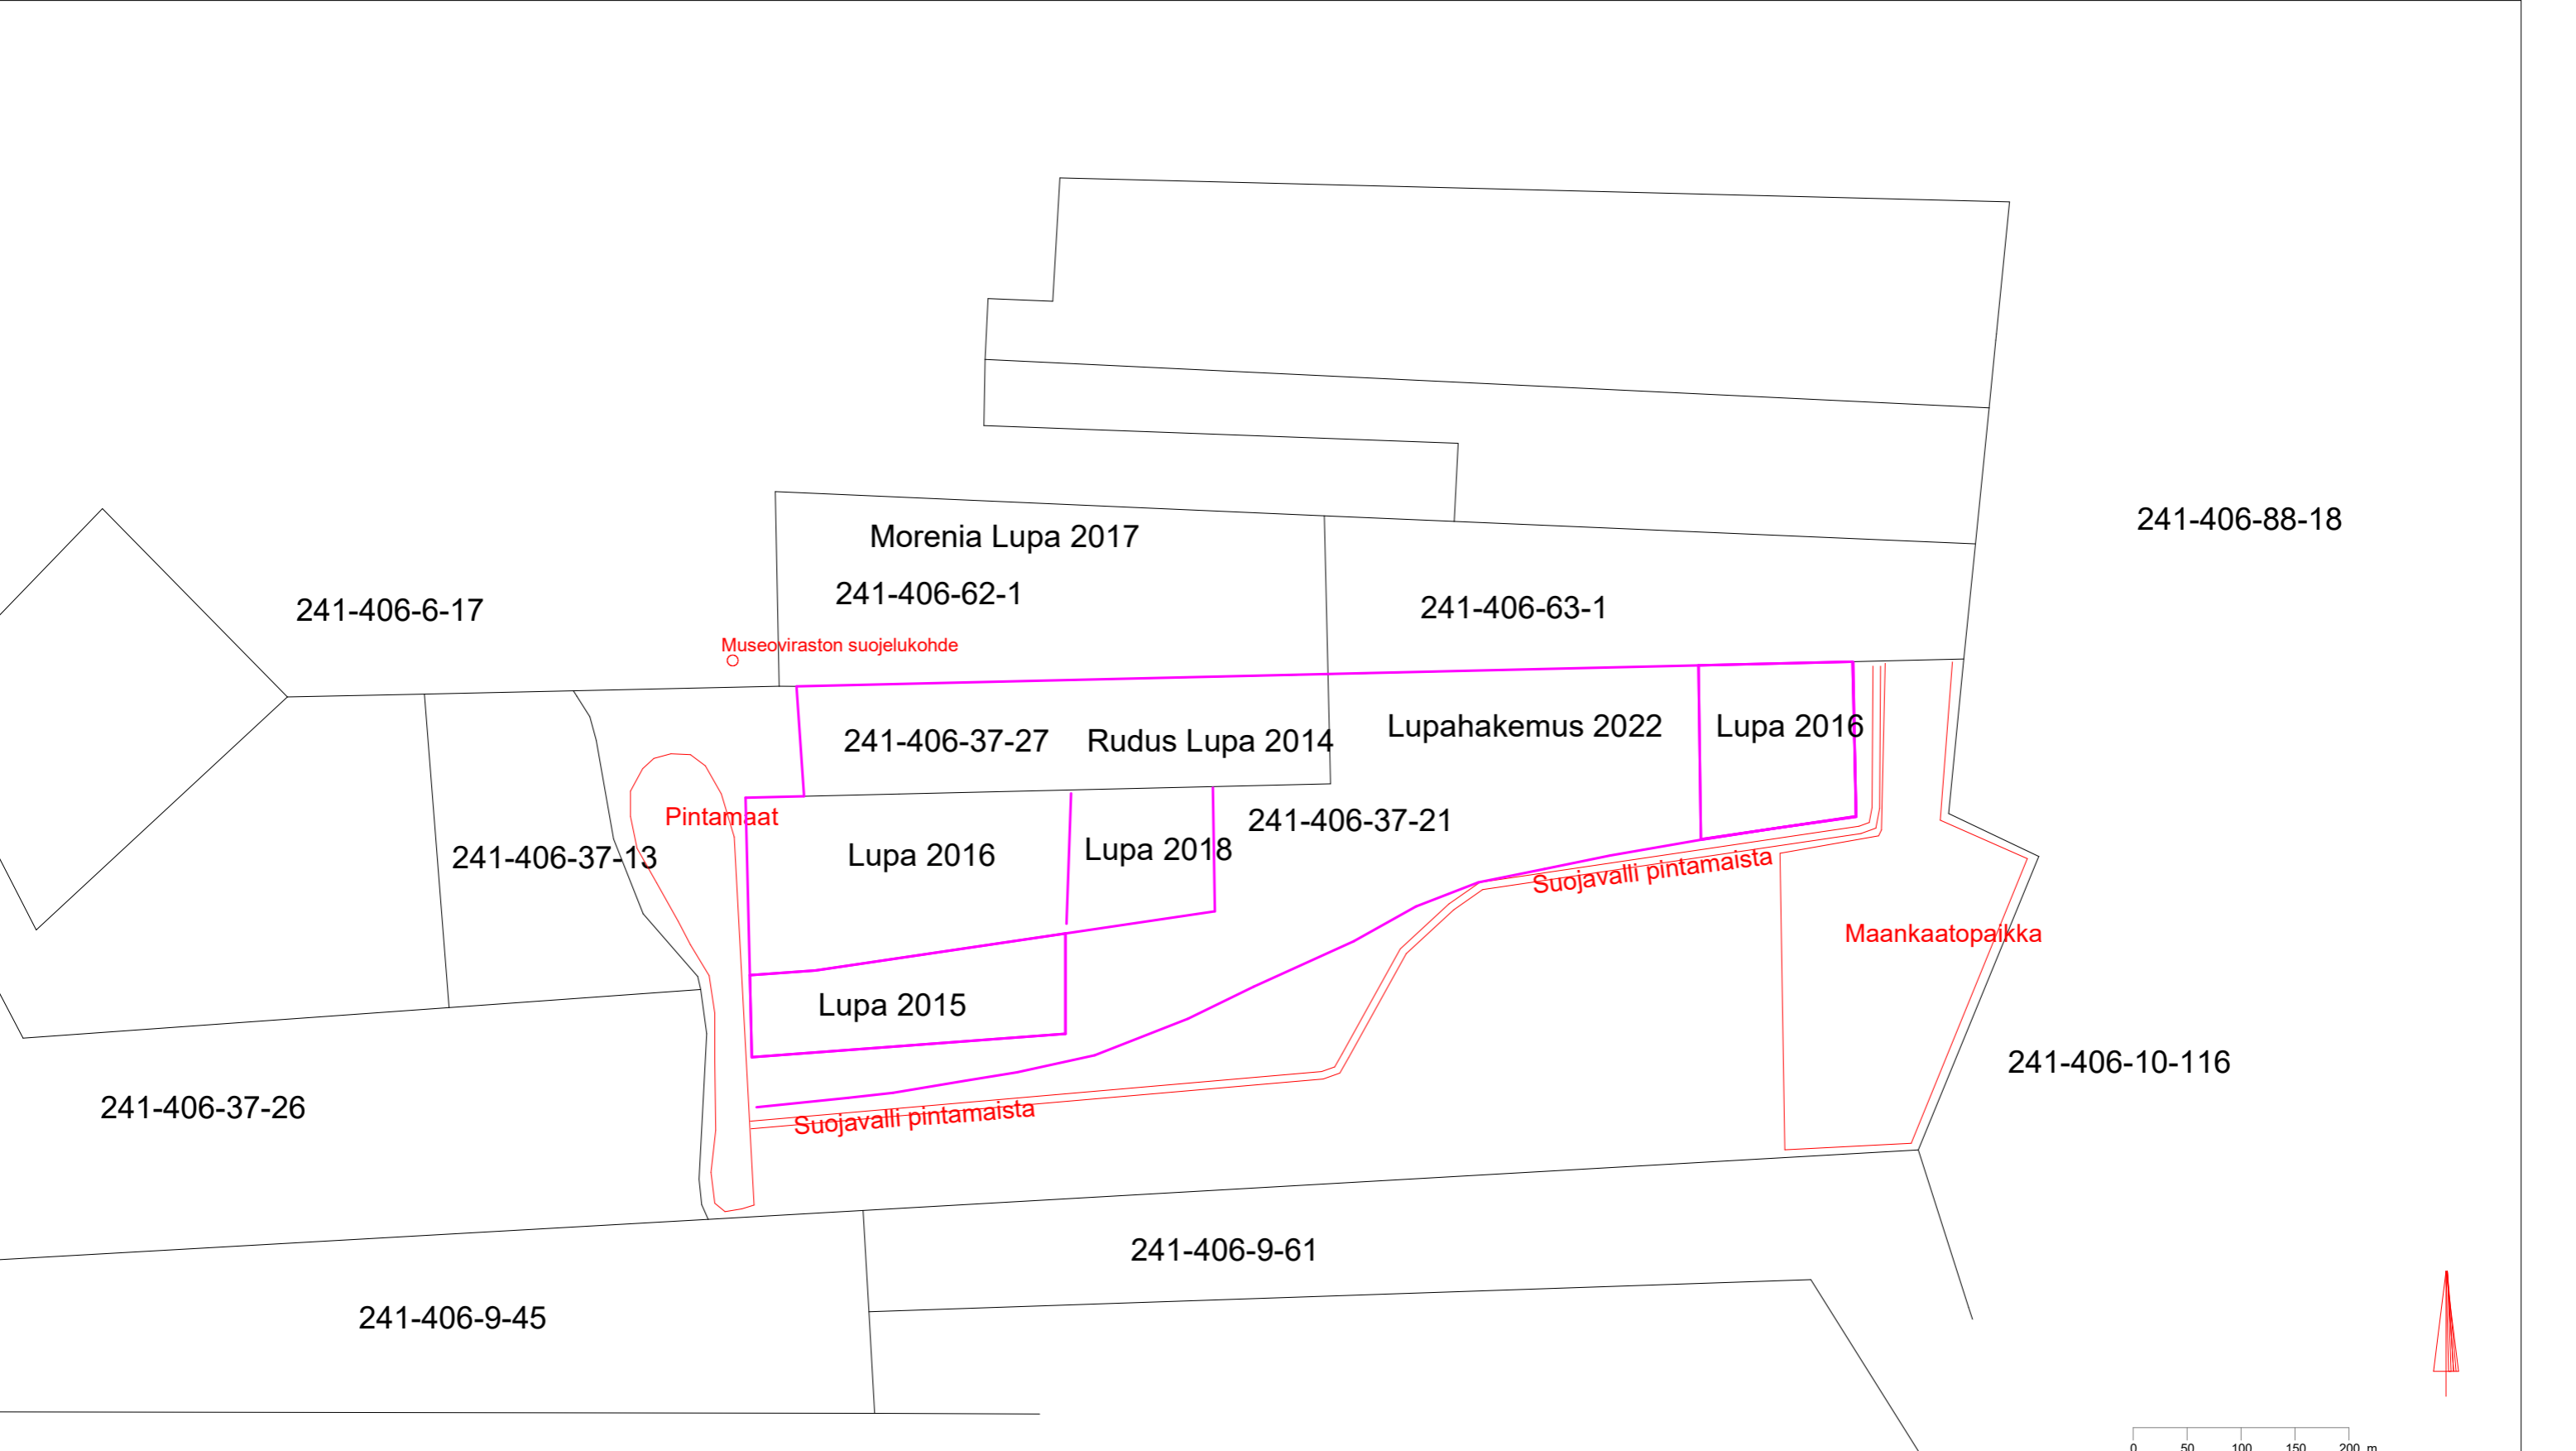 241-406-88-18
Morenia Lupa 2017
241-406-62-1
241-406-63-1
241-406-6-17
Museoviraston suojelukohde
241-406-37-27
Rudus Lupa 2014
Lupahakemus 2022
Lupa 2016
Pintamaat
241-406-37-21
241-406-37-13
Lupa 2016
Lupa 2018
Suojavalli pintamaista
Maankaatopaikka
Lupa 2015
241-406-10-116
241-406-37-26
Suojavalli pintamaista
241-406-9-61
241-406-9-45
0 50 100 150 200 m